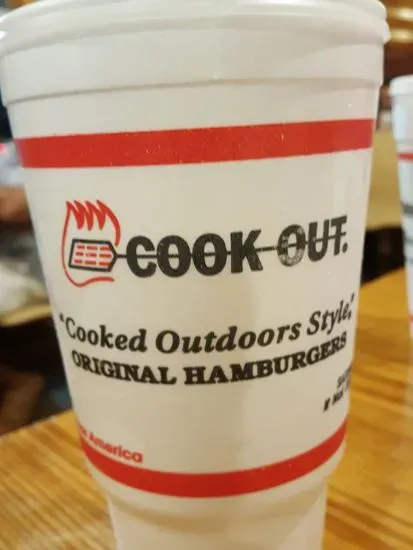 COOK OUT.
"Cooked Outdoors Style"
ORIGINAL HAMBURGERS
America